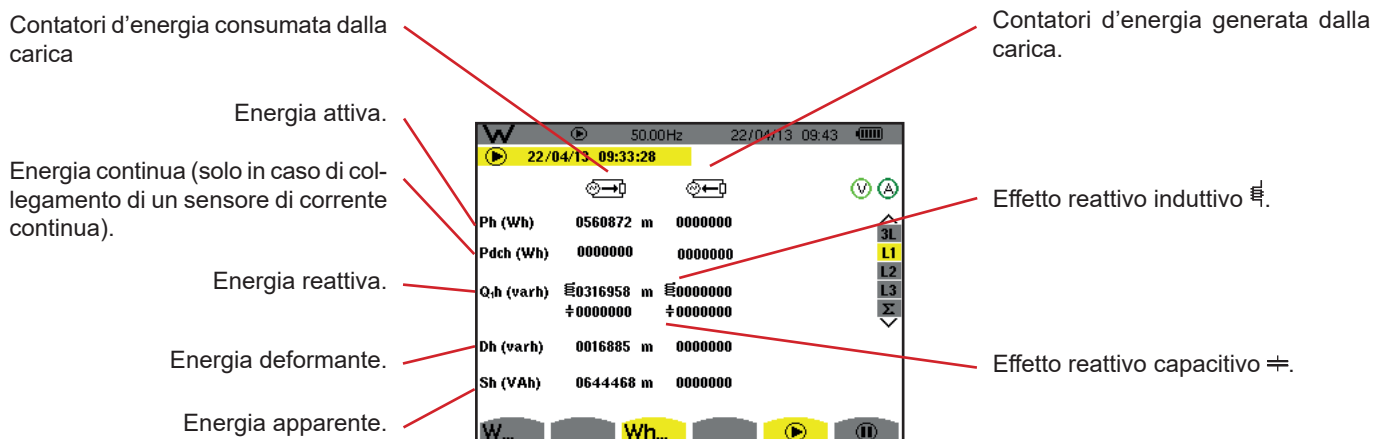 Contatori d'energia consumata dalla
carica
Contatori d'energia generata dalla
carica.
Energia attiva.
Energia continua (solo in caso di col-
legamento di un sensore di corrente
continua).
Energia reattiva.
Energia deformante.
Energia apparente.
Effetto reattivo induttivo
Effetto reattivo capacitivo
W 50.00Hz 22/04/13 09:43
22/04/13 09:33:28
V A
Ph (Wh) 0560872 m 0000000
Pdch (Wh) 0000000 0000000
Q₁h (varh) 0316958 m 0000000
0000000 0000000
Dh (varh) 0016885 m 0000000
Sh (VAh) 0644468 m 0000000
3L
L1
L2
L3
Σ
W... Wh...